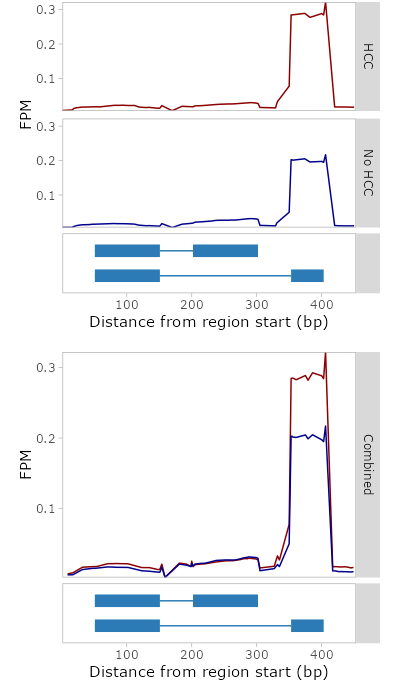 0.3
0.2
0.1
HCC
FPM
0.3
0.2
0.1
No HCC
100 200 300 400
Distance from region start (bp)
0.3
0.2
0.1
FPM
Combined
100 200 300 400
Distance from region start (bp)